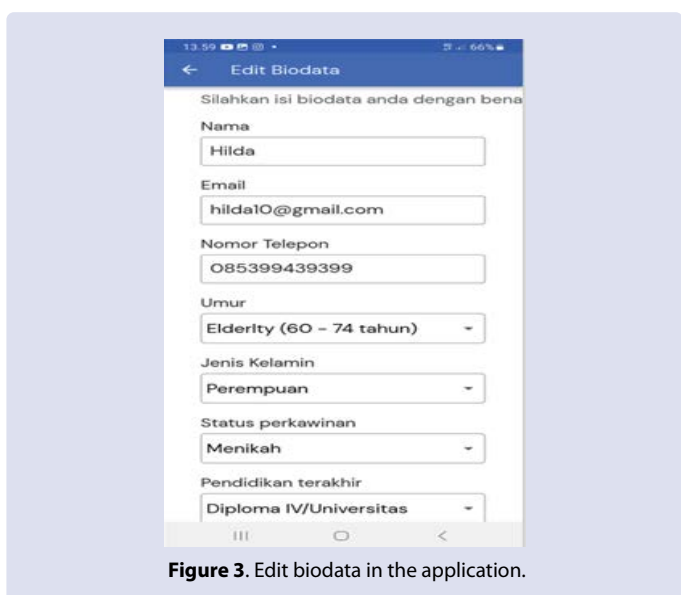 13.59
66%
Edit Biodata
Silahkan isi biodata anda dengan bena
Nama
Hilda
Email
hilda10@gmail.com
Nomor Telepon
085399439399
Umur
Elderlty (60 - 74 tahun)
Jenis Kelamin
Perempuan
Status perkawinan
Menikah
Pendidikan terakhir
Diploma IV/Universitas
Figure 3. Edit biodata in the application.